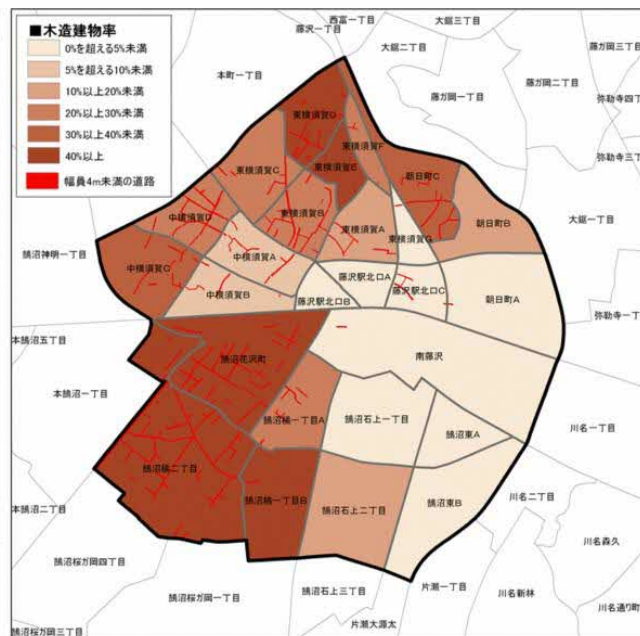 ■木造建物率
0%を超える5%未満
5%を超える10%未満
10%以上20%未満
20%以上30%未満
30%以上40%未満
40%以上
幅員4m未満の道路
西富一丁目
大鋸三丁目
藤沢一丁目
大鋸二丁目
藤が岡三丁目
本町一丁目
藤が岡二丁目
藤が岡一丁目
弥勒寺四丁
弥勒寺三丁
東横須賀D
東横須賀F
東横須賀E
東横須賀C
朝日町C
中横須賀D
東横須賀B
東横須賀A
朝日町B
大鋸一丁目
東横須賀G
鵠沼神明一丁目
中横須賀A
中横須賀C
藤沢駅北口A
中横須賀B
藤沢駅北口B
藤沢駅北口C
朝日町A
弥勒寺一丁
本鵠沼五丁目
鵠沼花沢町
南藤沢
本鵠沼一丁目
鵠沼橘一丁目A
鵠沼石上一丁目
川名一丁目
鵠沼東A
鵠沼橘二丁目
鵠沼橘一丁目B
鵠沼石上二丁目
鵠沼東B
川名二丁目
本鵠沼二丁目
川名森久
鵠沼桜が岡四丁目
片瀬一丁目
鵠沼石上三丁目
川名新林
鵠沼桜が岡一丁目
川名通り町
片瀬大源太
鵠沼桜が岡三丁目